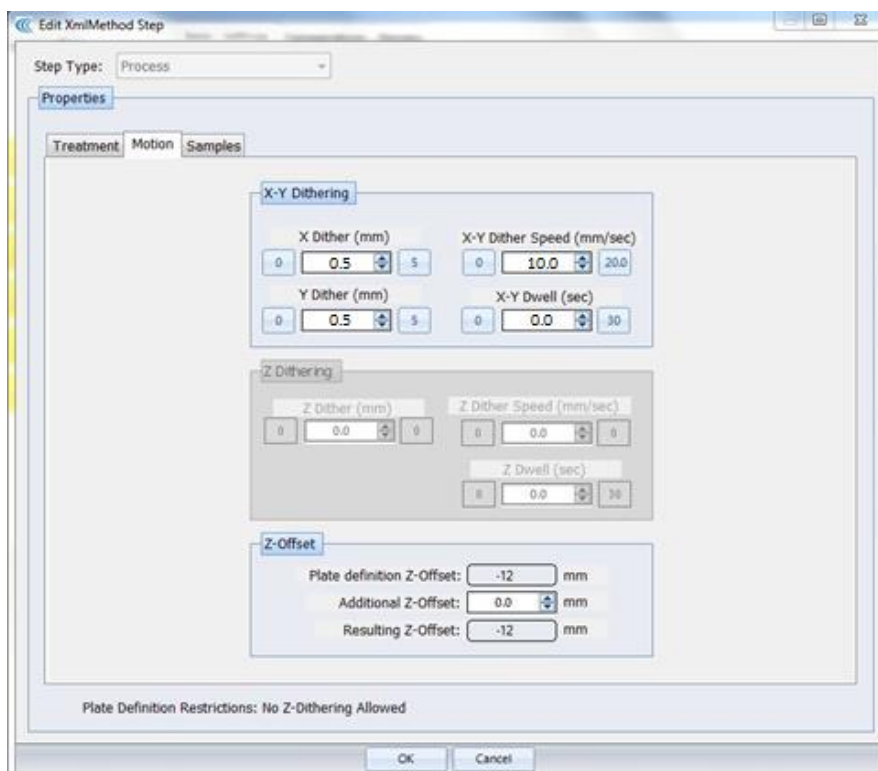 Edit XmlMethod Step
Step Type: Process
Properties
Treatment Motion Samples
X-Y Dithering
X Dither (mm) X-Y Dither Speed (mm/sec)
0 0.5 5 0 10.0 20.0
Y Dither (mm) X-Y Dwell (sec)
0 0.5 5 0 0.0 30
Z Dithering
Z Dither (mm) Z Dither Speed (mm/sec)
0 0.0 0 0 0.0 0
Z Dwell (sec)
0 0.0 30
Z-Offset
Plate definition Z-Offset: -12 mm
Additional Z-Offset: 0.0 mm
Resulting Z-Offset: -12 mm
Plate Definition Restrictions: No Z-Dithering Allowed
OK Cancel